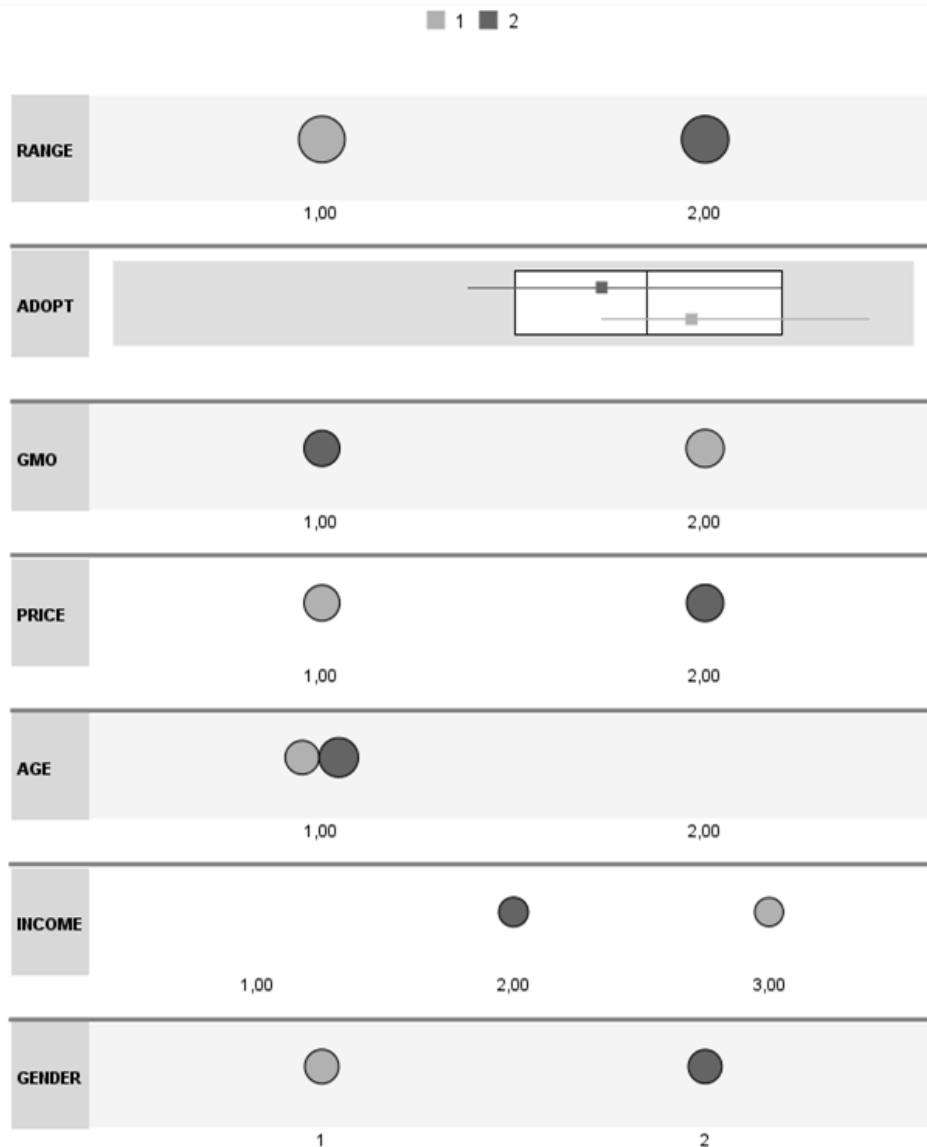 1 2
RANGE
1,00 2,00
ADOPT
GMO
1,00 2,00
PRICE
1,00 2,00
AGE
1,00 2,00
INCOME
1,00 2,00 3,00
GENDER
1 2